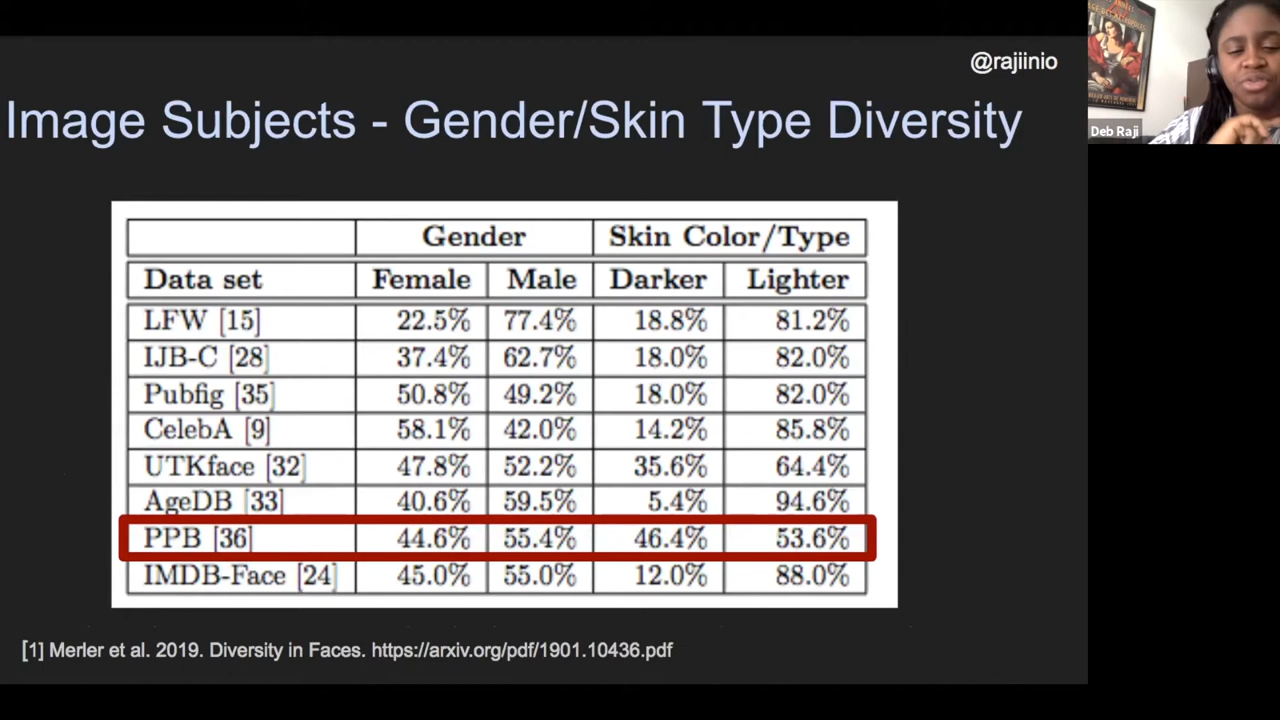 @rajiinio
Image Subjects - Gender/Skin Type Diversity
Deb Raji
Gender Skin Color/Type
Data set Female Male Darker Lighter
LFW [15] 22.5% 77.4% 18.8% 81.2%
IJB-C [28] 37.4% 62.7% 18.0% 82.0%
Pubfig [35] 50.8% 49.2% 18.0% 82.0%
CelebA [9] 58.1% 42.0% 14.2% 85.8%
UTKface [32] 47.8% 52.2% 35.6% 64.4%
AgeDB [33] 40.6% 59.5% 5.4% 94.6%
PPB [36] 44.6% 55.4% 46.4% 53.6%
IMDB-Face [24] 45.0% 55.0% 12.0% 88.0%
[1] Merler et al. 2019. Diversity in Faces. https://arxiv.org/pdf/1901.10436.pdf